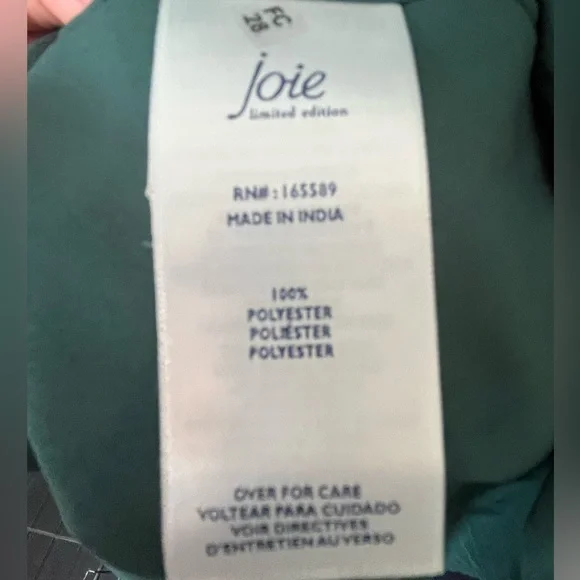 FC
28
joie
limited edition
RN#: 165589
MADE IN INDIA
100%
POLYESTER
POLIÉSTER
POLYESTER
OVER FOR CARE
VOLTEAR PARA CUIDADO
VOIR DIRECTIVES
D'ENTRETIEN AU VERSO